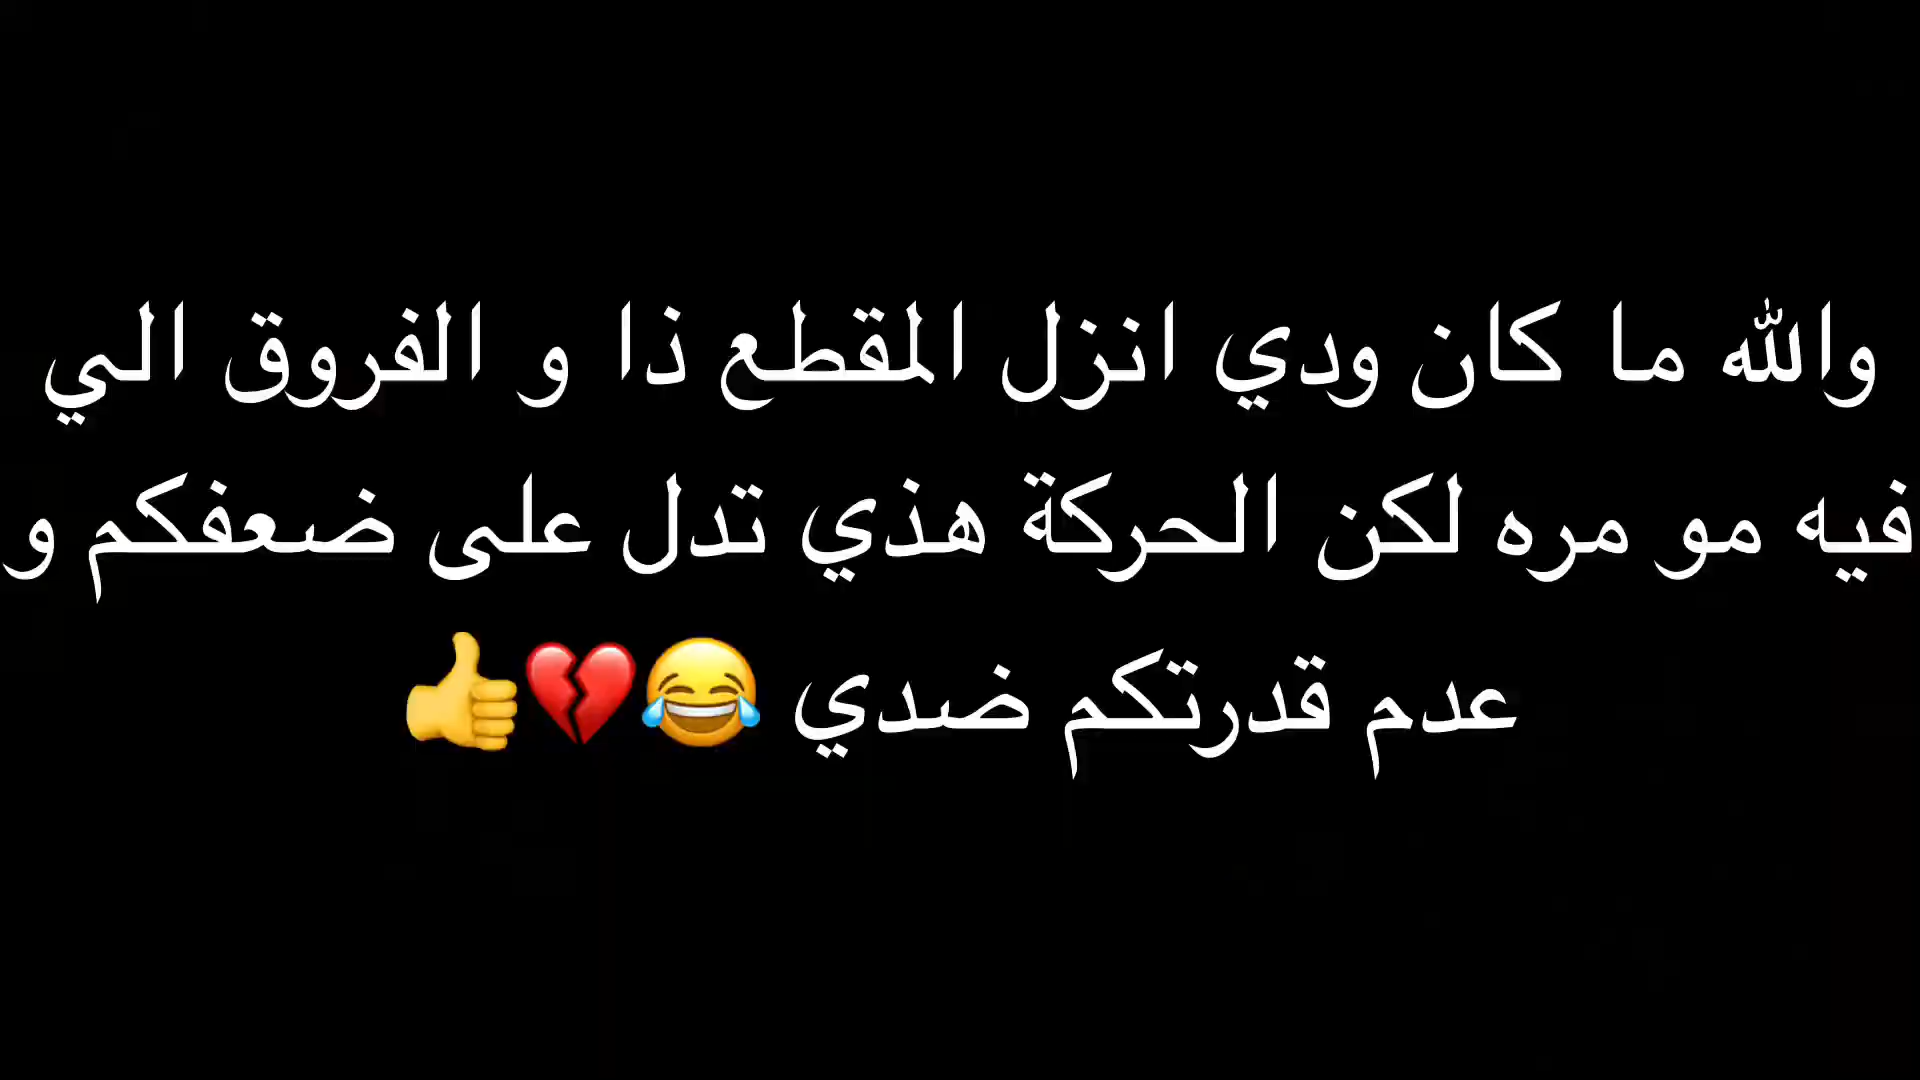 والله ما كان ودي انزل المقطع ذا و الفروق الي
فيه مو مره لكن الحركة هذي تدل على ضعفكم و
عدم قدرتكم ضدي 😂💔👍